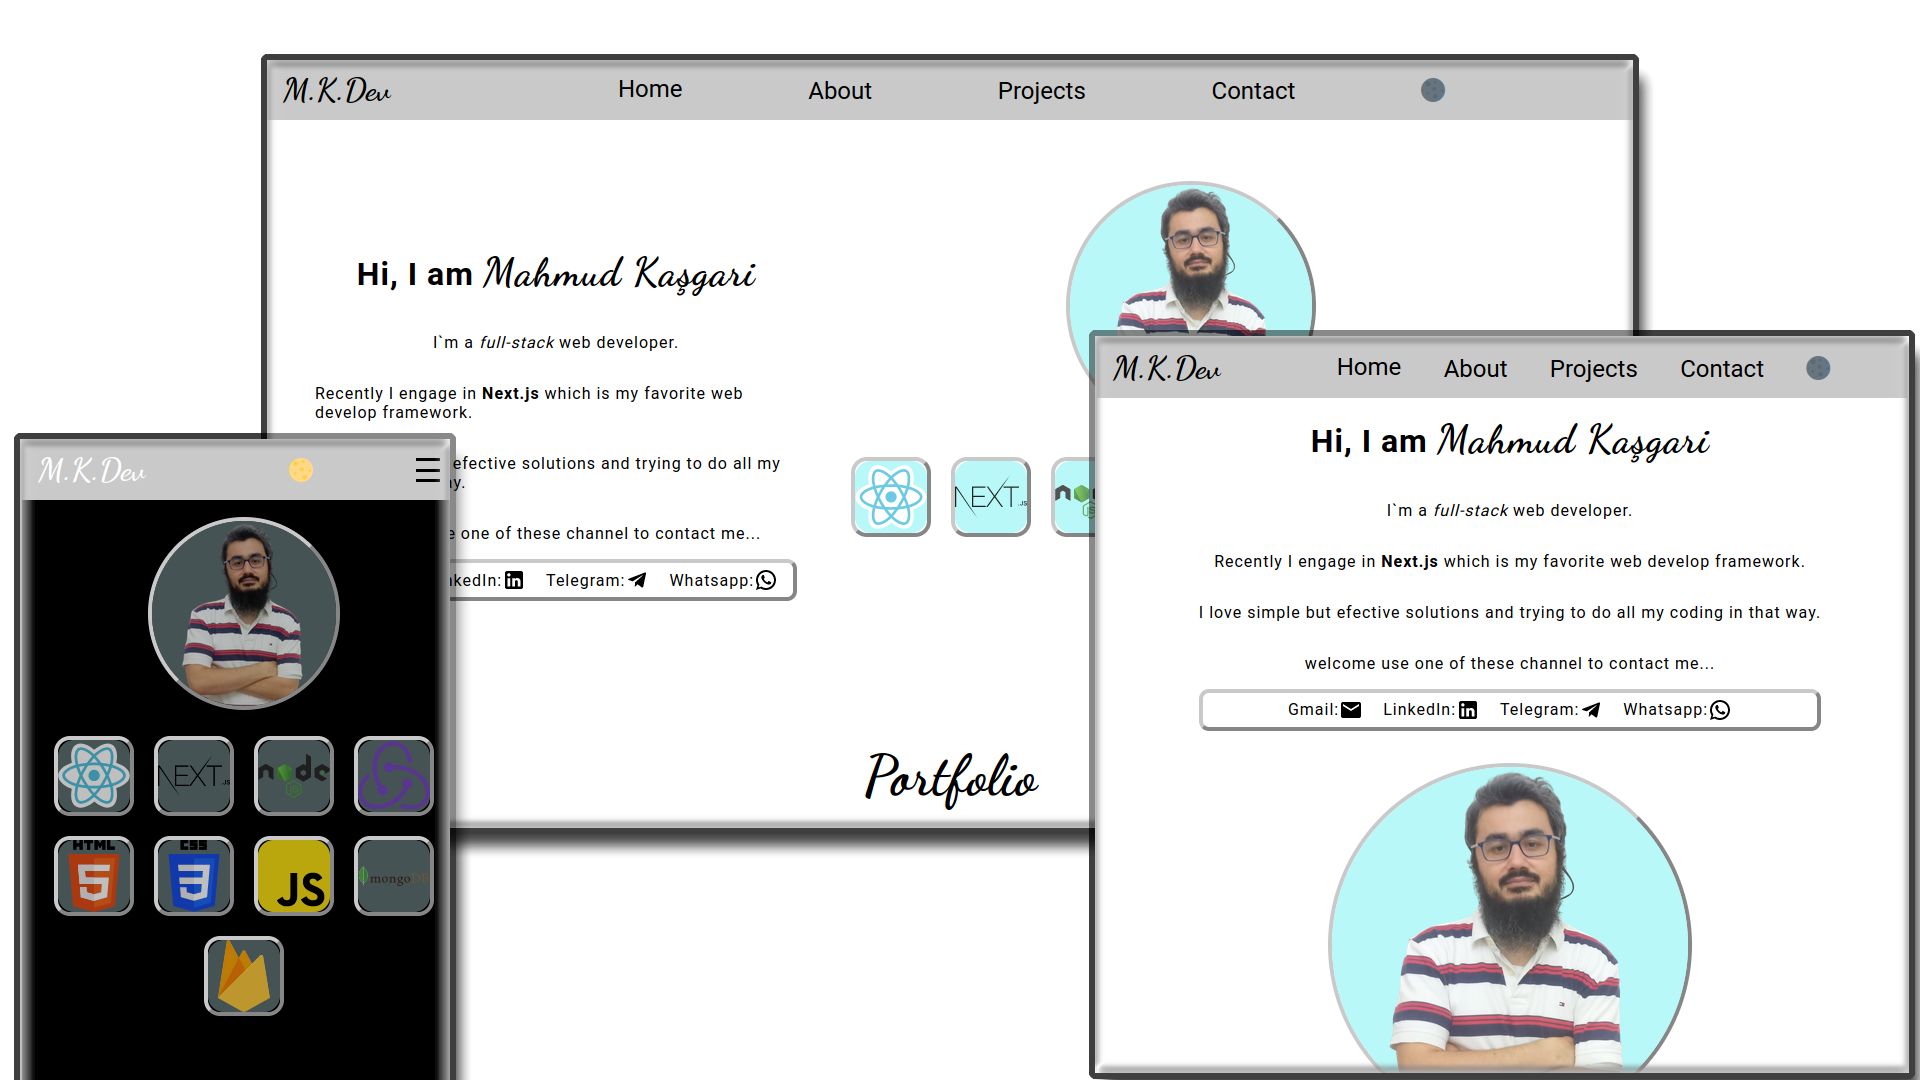 M.K.Dev
Home
About
Projects
Contact
Hi, I am Mahmud Kaşgari
I`m a full-stack web developer.
Recently I engage in Next.js which is my favorite web
develop framework.
efective solutions and trying to do all my
one of these channel to contact me...
Telegram:
Whatsapp:
NEXT.JS
Portfolio
M.K.Dev
NEXT.JS
node
JS
HTML
5
CSS
3
JS
mongoDB
M.K.Dev
Home
About
Projects
Contact
Hi, I am Mahmud Kaşgari
I`m a full-stack web developer.
Recently I engage in Next.js which is my favorite web develop framework.
I love simple but efective solutions and trying to do all my coding in that way.
welcome use one of these channel to contact me...
Gmail:
LinkedIn:
in
Telegram:
Whatsapp: